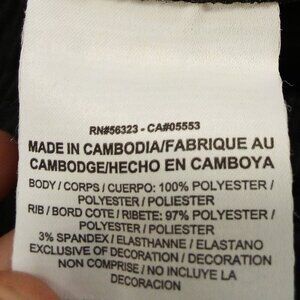 RN#56323 - CA#05553
MADE IN CAMBODIA/FABRIQUE AU
CAMBODGE/HECHO EN CAMBOYA
BODY / CORPS / CUERPO: 100% POLYESTER /
POLYESTER / POLIESTER
RIB / BORD COTE / RIBETE: 97% POLYESTER /
POLYESTER / POLIESTER
3% SPANDEX / ELASTHANNE / ELASTANO
EXCLUSIVE OF DECORATION / DECORATION
NON COMPRISE / NO INCLUYE LA
DECORACION